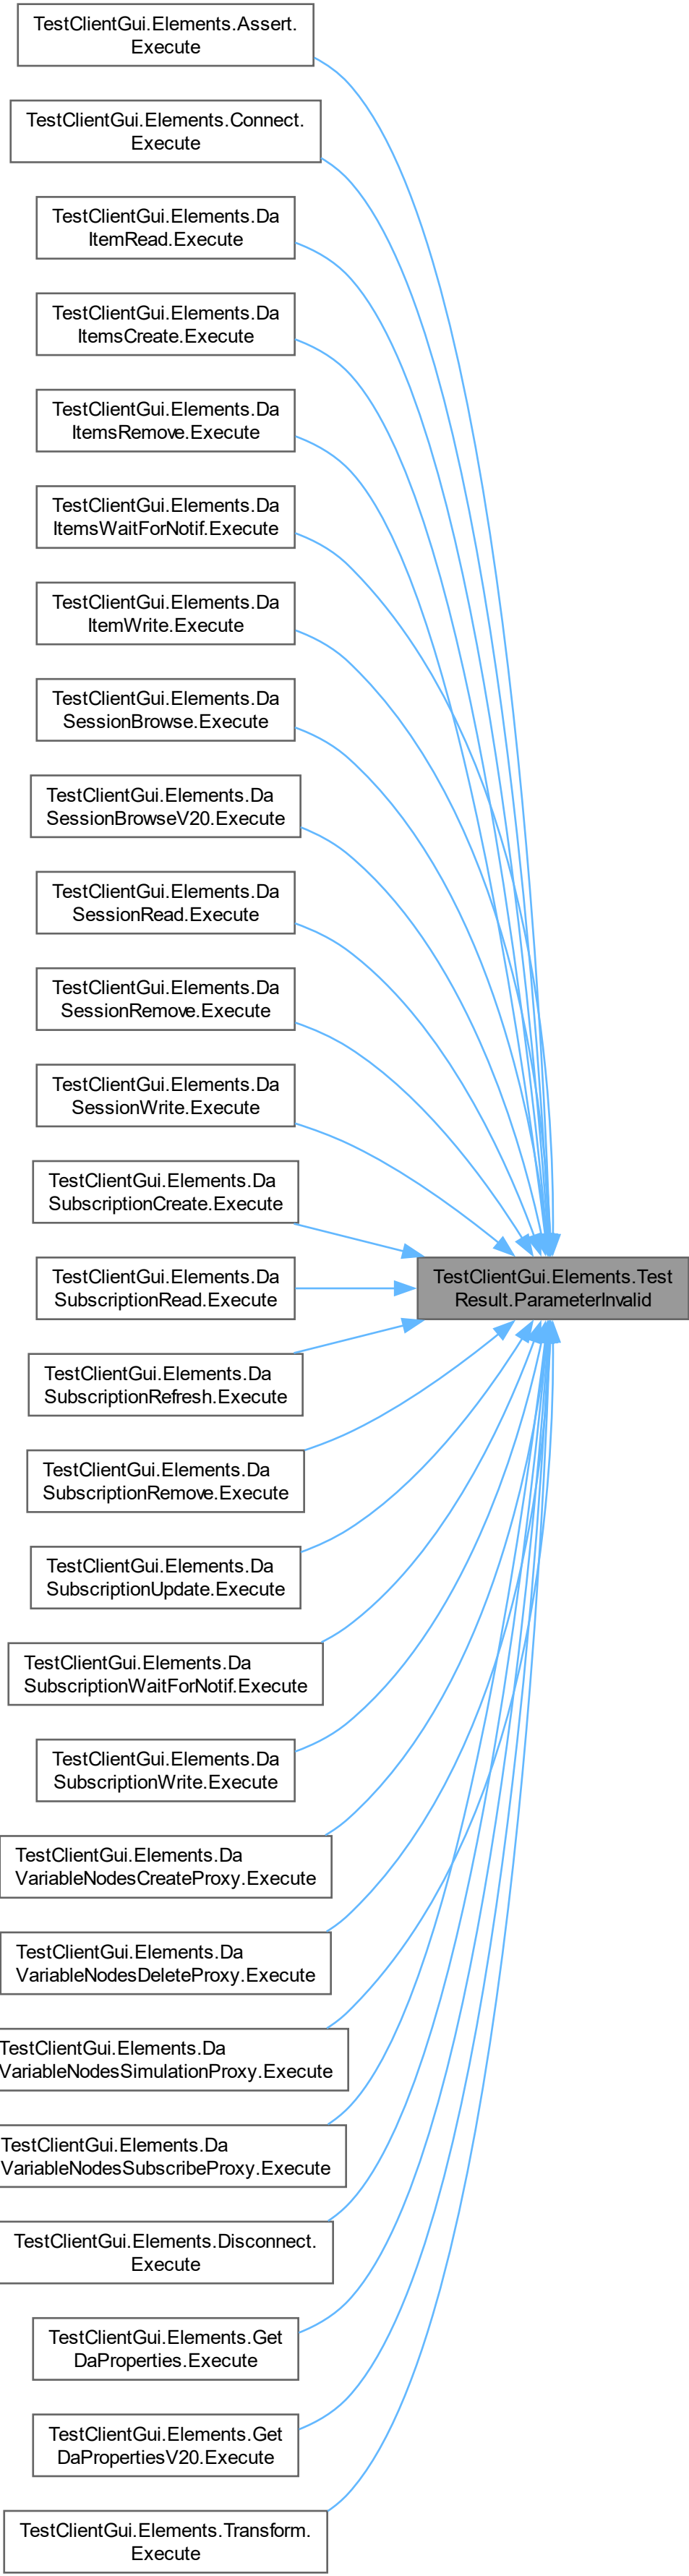 TestClientGui.Elements.Assert.
Execute
TestClientGui.Elements.Connect.
Execute
TestClientGui.Elements.Da
ItemRead.Execute
TestClientGui.Elements.Da
ItemsCreate.Execute
TestClientGui.Elements.Da
ItemsRemove.Execute
TestClientGui.Elements.Da
ItemsWaitForNotif.Execute
TestClientGui.Elements.Da
ItemWrite.Execute
TestClientGui.Elements.Da
SessionBrowse.Execute
TestClientGui.Elements.Da
SessionBrowseV20.Execute
TestClientGui.Elements.Da
SessionRead.Execute
TestClientGui.Elements.Da
SessionRemove.Execute
TestClientGui.Elements.Da
SessionWrite.Execute
TestClientGui.Elements.Da
SubscriptionCreate.Execute
TestClientGui.Elements.Da
SubscriptionRead.Execute
TestClientGui.Elements.Test
Result.ParameterInvalid
TestClientGui.Elements.Da
SubscriptionRefresh.Execute
TestClientGui.Elements.Da
SubscriptionRemove.Execute
TestClientGui.Elements.Da
SubscriptionUpdate.Execute
TestClientGui.Elements.Da
SubscriptionWaitForNotif.Execute
TestClientGui.Elements.Da
SubscriptionWrite.Execute
TestClientGui.Elements.Da
VariableNodesCreateProxy.Execute
TestClientGui.Elements.Da
VariableNodesDeleteProxy.Execute
TestClientGui.Elements.Da
VariableNodesSimulationProxy.Execute
TestClientGui.Elements.Da
VariableNodesSubscribeProxy.Execute
TestClientGui.Elements.Disconnect.
Execute
TestClientGui.Elements.Get
DaProperties.Execute
TestClientGui.Elements.Get
DaPropertiesV20.Execute
TestClientGui.Elements.Transform.
Execute